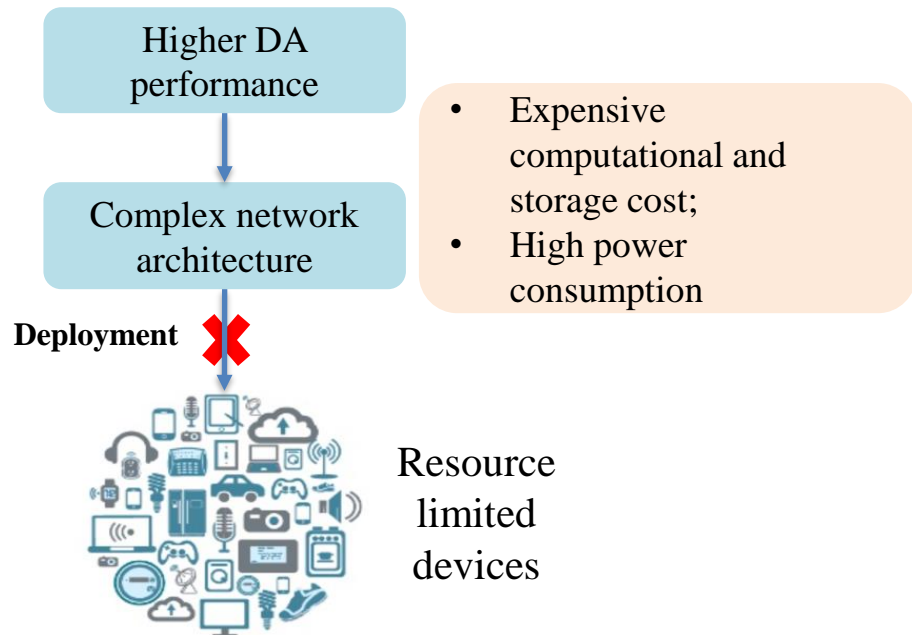 Higher DA
performance
• Expensive
computational and
storage cost;
• High power
consumption
Complex network
architecture
Deployment
Resource
limited
devices